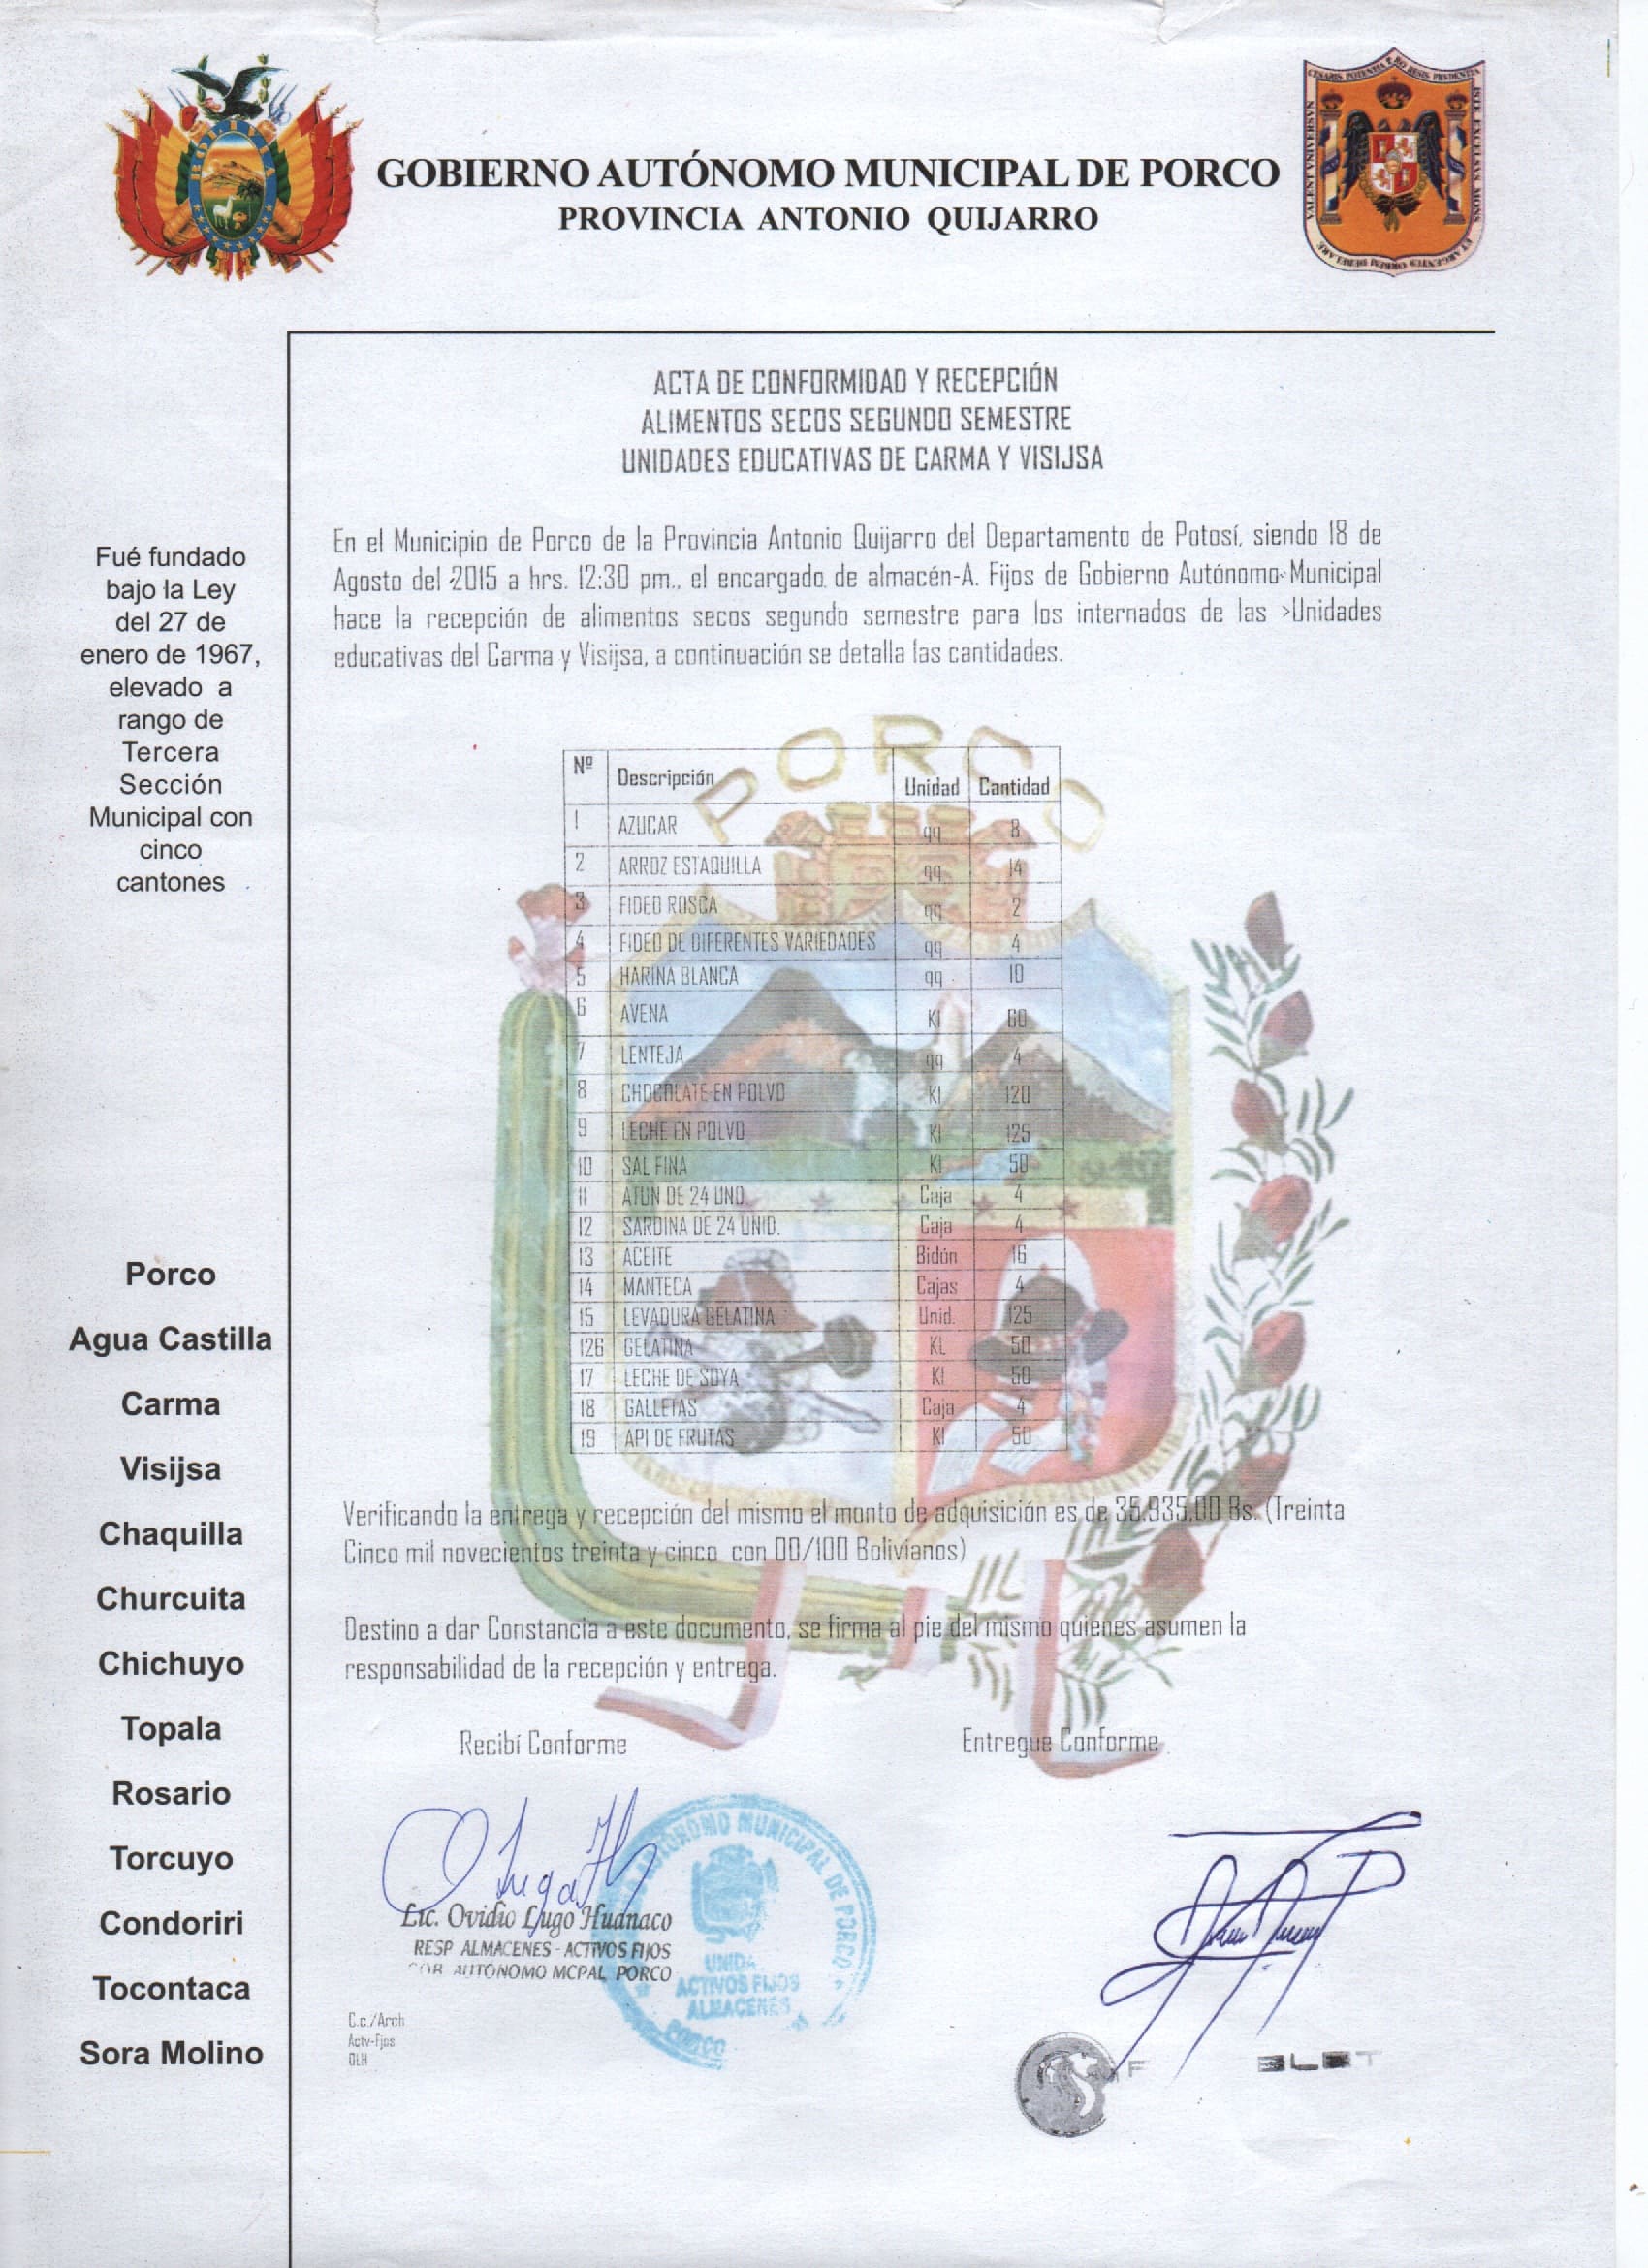 GOBIERNO AUTÓNOMO MUNICIPAL DE PORCO
PROVINCIA ANTONIO QUIJARRO
CESARIS POTENTIA
PRUDENTIA
ISTE EXCELSVS MONS
ET ARGENTEO
VALENT VNIVERSVN
ACTA DE CONFORMIDAD Y RECEPCIÓN
ALIMENTOS SECOS SEGUNDO SEMESTRE
UNIDADES EDUCATIVAS DE CARMA Y VISIJSA
En el Municipio de Porco de la Provincia Antonio Quijarro del Departamento de Potosí, siendo 18 de
Agosto del 2015 a hrs. 12:30 pm., el encargado de almacén-A. Fijos de Gobierno Autónomo Municipal
hace la recepción de alimentos secos segundo semestre para los internados de las >Unidades
educativas del Carma y Visijsa, a continuación se detalla las cantidades.
Fué fundado
bajo la Ley
del 27 de
enero de 1967,
elevado a
rango de
Tercera
Sección
Municipal con
cinco
cantones
PORCO
Nº Descripción Unidad Cantidad
1 AZUCAR qq 8
2 ARROZ ESTAQUILLA qq 14
3 FIDEO ROSCA qq 2
4 FIDEO DE DIFERENTES VARIEDADES qq 4
5 HARINA BLANCA qq 10
6 AVENA Kl 60
7 LENTEJA qq 4
8 CHOCOLATE EN POLVO Kl 120
9 LECHE EN POLVO Kl 125
10 SAL FINA Kl 50
11 ATUN DE 24 UND. Caja 4
12 SARDINA DE 24 UNID. Caja 4
13 ACEITE Bidón 16
14 MANTECA Cajas 4
15 LEVADURA GELATINA Unid. 125
126 GELATINA KL 50
17 LECHE DE SOYA Kl 50
18 GALLETAS Caja 4
19 API DE FRUTAS Kl 50
Verificando la entrega y recepción del mismo el monto de adquisición es de 35.935,00 Bs. (Treinta
Cinco mil novecientos treinta y cinco con 00/100 Bolivianos)
Destino a dar Constancia a este documento, se firma al pie del mismo quienes asumen la
responsabilidad de la recepción y entrega.
Recibí Conforme
Entregue Conforme
Lic. Ovidio Lugo Huanaco
RESP ALMACENES - ACTIVOS FIJOS
GOB. AUTONOMO MCPAL PORCO
AUTONOMO MUNICIPAL DE PORCO
UNIDA
ACTIVOS FIJOS
ALMACENES
PORCO
C.c./Arch
Actv-Fjos
OLH
Porco
Agua Castilla
Carma
Visijsa
Chaquilla
Churcuita
Chichuyo
Topala
Rosario
Torcuyo
Condoriri
Tocontaca
Sora Molino